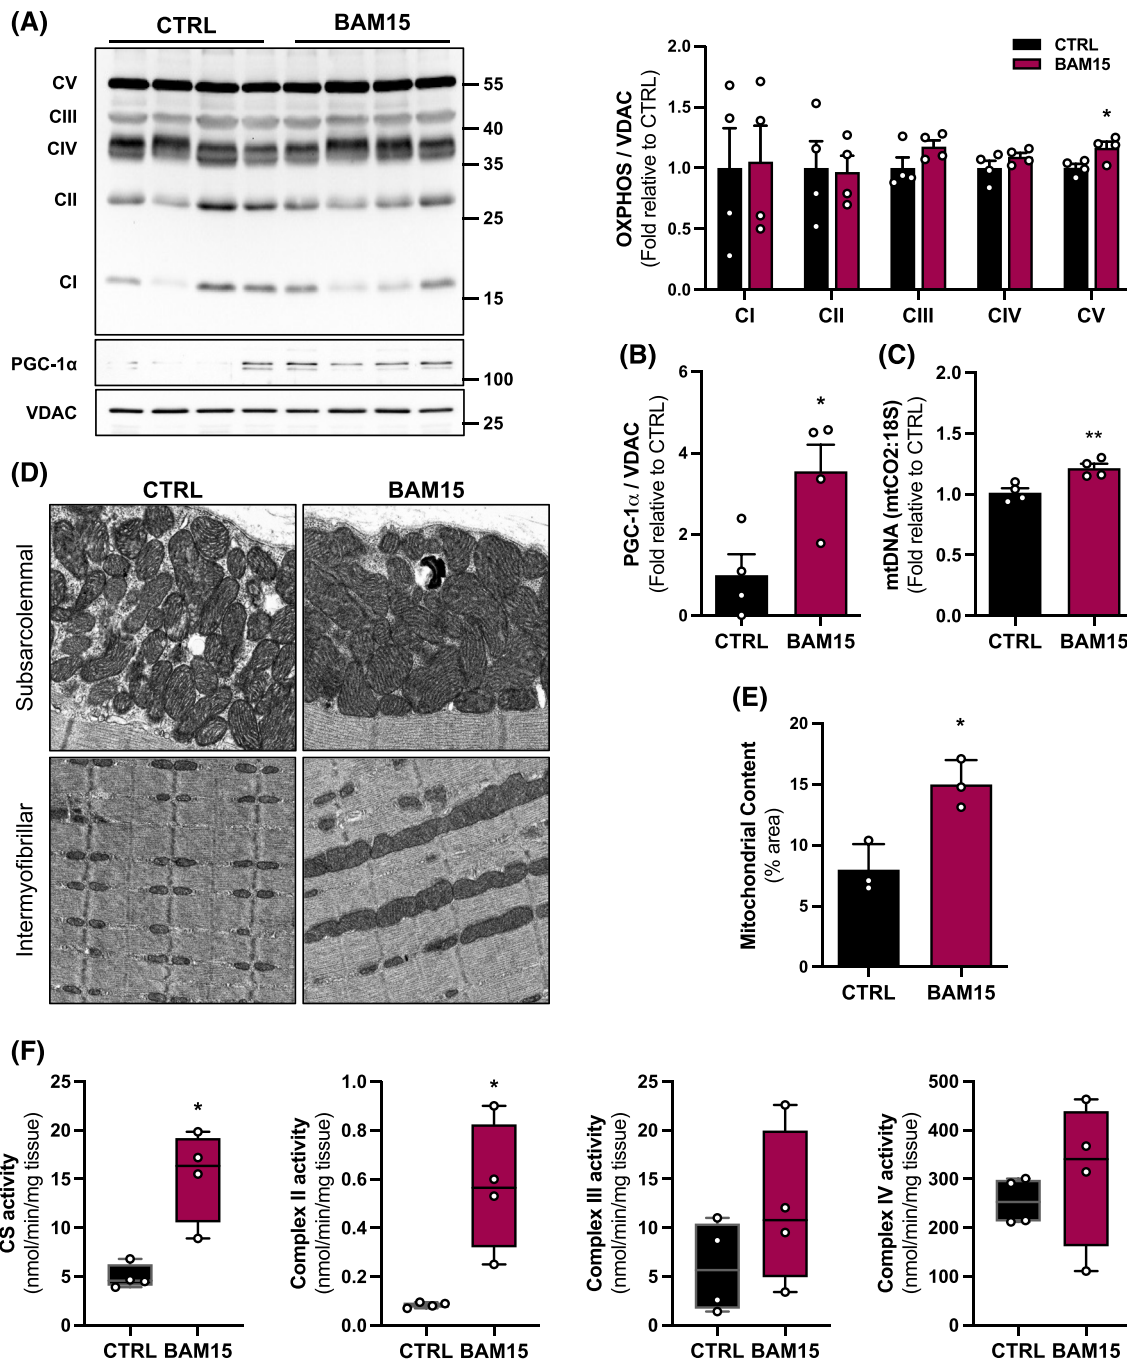 (A)
CTRL
BAM15
CV
CIII
CIV
CII
CI
55
40
35
25
15
PGC-1α
100
VDAC
25
OXPHOS / VDAC
(Fold relative to CTRL)
2.0
1.5
1.0
0.5
0.0
CTRL
BAM15
*
CI
CII
CIII
CIV
CV
(B)
PGC-1α / VDAC
(Fold relative to CTRL)
6
4
2
0
*
CTRL
BAM15
(C)
mtDNA (mtCO2:18S)
(Fold relative to CTRL)
2.0
1.5
1.0
0.5
0.0
**
CTRL
BAM15
(D)
CTRL
BAM15
Subsarcolemmal
Intermyofibrillar
(E)
Mitochondrial Content
(% area)
20
15
10
5
0
*
CTRL
BAM15
(F)
CS activity
(nmol/min/mg tissue)
25
20
15
10
5
0
*
CTRL BAM15
Complex II activity
(nmol/min/mg tissue)
1.0
0.8
0.6
0.4
0.2
0.0
*
CTRL BAM15
Complex III activity
(nmol/min/mg tissue)
25
20
15
10
5
0
CTRL BAM15
Complex IV activity
(nmol/min/mg tissue)
500
400
300
200
100
0
CTRL BAM15